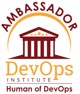 AMBASSADOR
DevOps
INSTITUTE
Human of DevOps